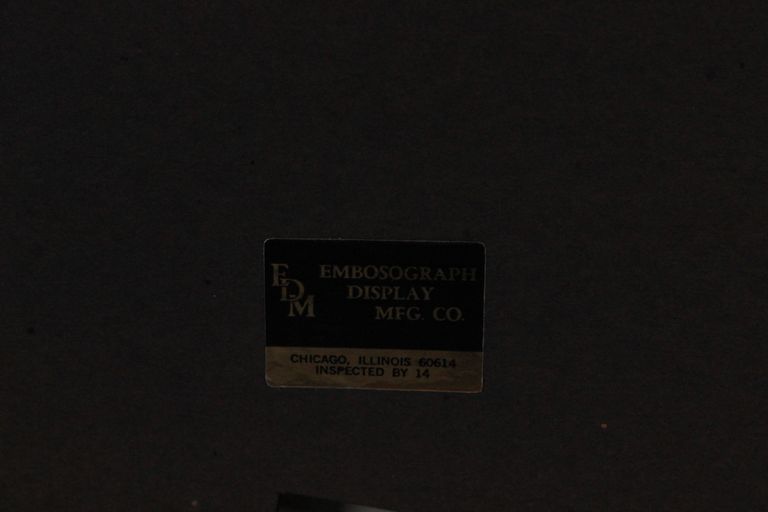 EDM
EMBOSOGRAPH
DISPLAY
MFG. CO.
CHICAGO, ILLINOIS 60614
INSPECTED BY 14